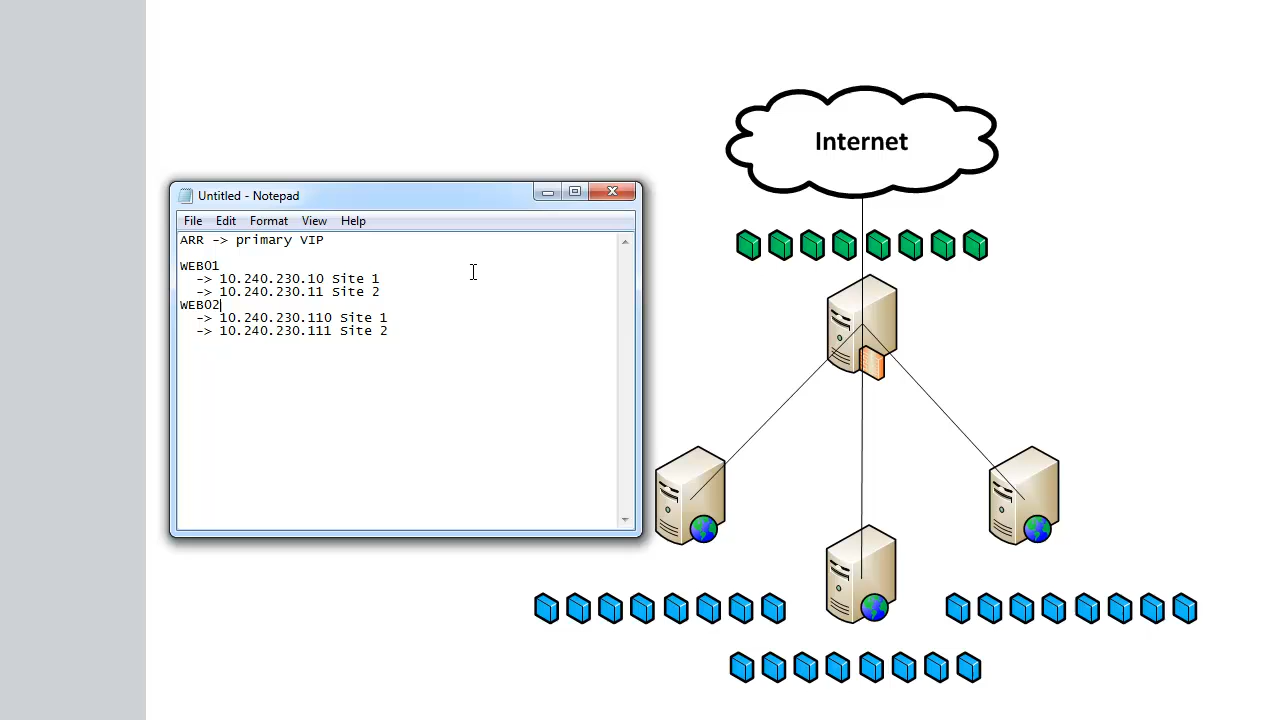 Internet
Untitled - Notepad
File Edit Format View Help
ARR -> primary VIP
WEB01
-> 10.240.230.10 Site 1
-> 10.240.230.11 Site 2
WEB02
-> 10.240.230.110 Site 1
-> 10.240.230.111 Site 2